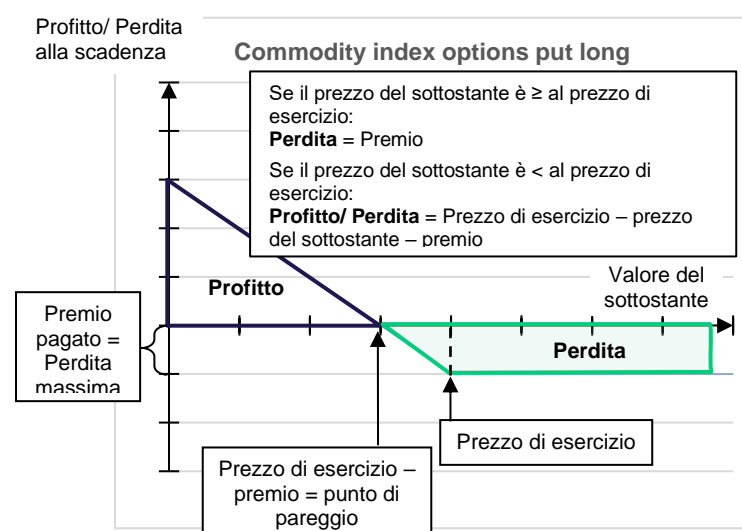 Profitto/ Perdita
alla scadenza
Commodity index options put long
Se il prezzo del sottostante è ≥ al prezzo di
esercizio:
Perdita = Premio
Se il prezzo del sottostante è < al prezzo di
esercizio:
Profitto/ Perdita = Prezzo di esercizio – prezzo
del sottostante – premio
Profitto
Valore del
sottostante
Premio
pagato =
Perdita
massima
Perdita
Prezzo di esercizio
Prezzo di esercizio –
premio = punto di
pareggio